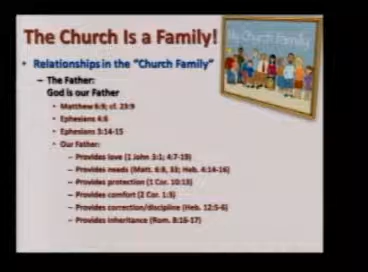 The Church Is a Family!
My Church Family
• Relationships in the "Church Family"
– The Father:
God is our Father
• Matthew 6:9; cf. 23:9
• Ephesians 4:6
• Ephesians 3:14-15
• Our Father:
– Provides love (1 John 3:1; 4:7-19)
– Provides needs (Matt. 6:8, 33; Heb. 4:14-16)
– Provides protection (1 Cor. 10:13)
– Provides comfort (2 Cor. 1:3)
– Provides correction/discipline (Heb. 12:5-6)
– Provides inheritance (Rom. 8:16-17)